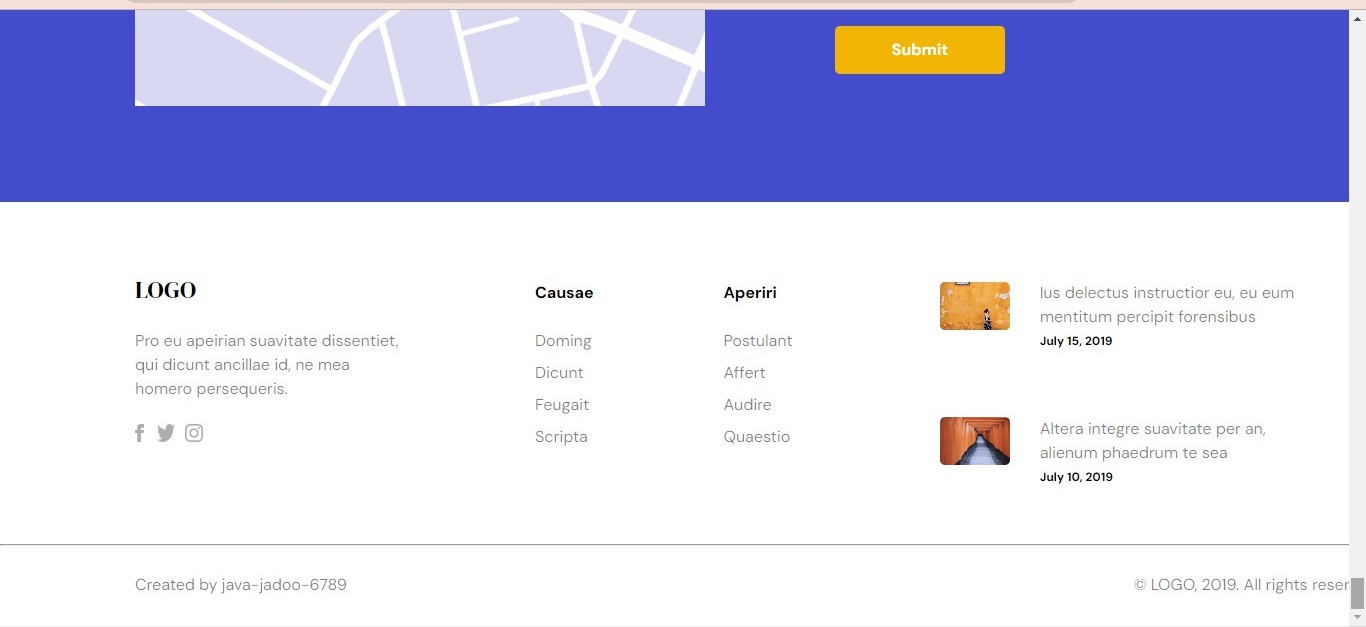 Submit
LOGO
Pro eu apeirian suavitate dissentiet,
qui dicunt ancillae id, ne mea
homero persequeris.
Causae
Doming
Dicunt
Feugait
Scripta
Aperiri
Postulant
Affert
Audire
Quaestio
Ius delectus instructior eu, eu eum
mentitum percipit forensibus
July 15, 2019
Altera integre suavitate per an,
alienum phaedrum te sea
July 10, 2019
Created by java-jadoo-6789
© LOGO, 2019. All rights reser